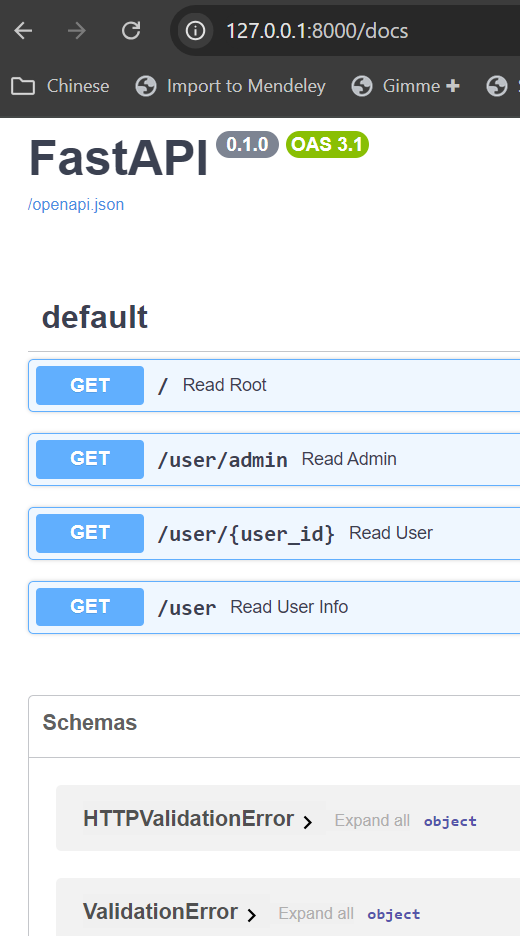 127.0.0.1:8000/docs
Chinese Import to Mendeley Gimme
FastAPI 0.1.0 OAS 3.1
/openapi.json
default
GET / Read Root
GET /user/admin Read Admin
GET /user/{user_id} Read User
GET /user Read User Info
Schemas
HTTPValidationError Expand all object
ValidationError Expand all object